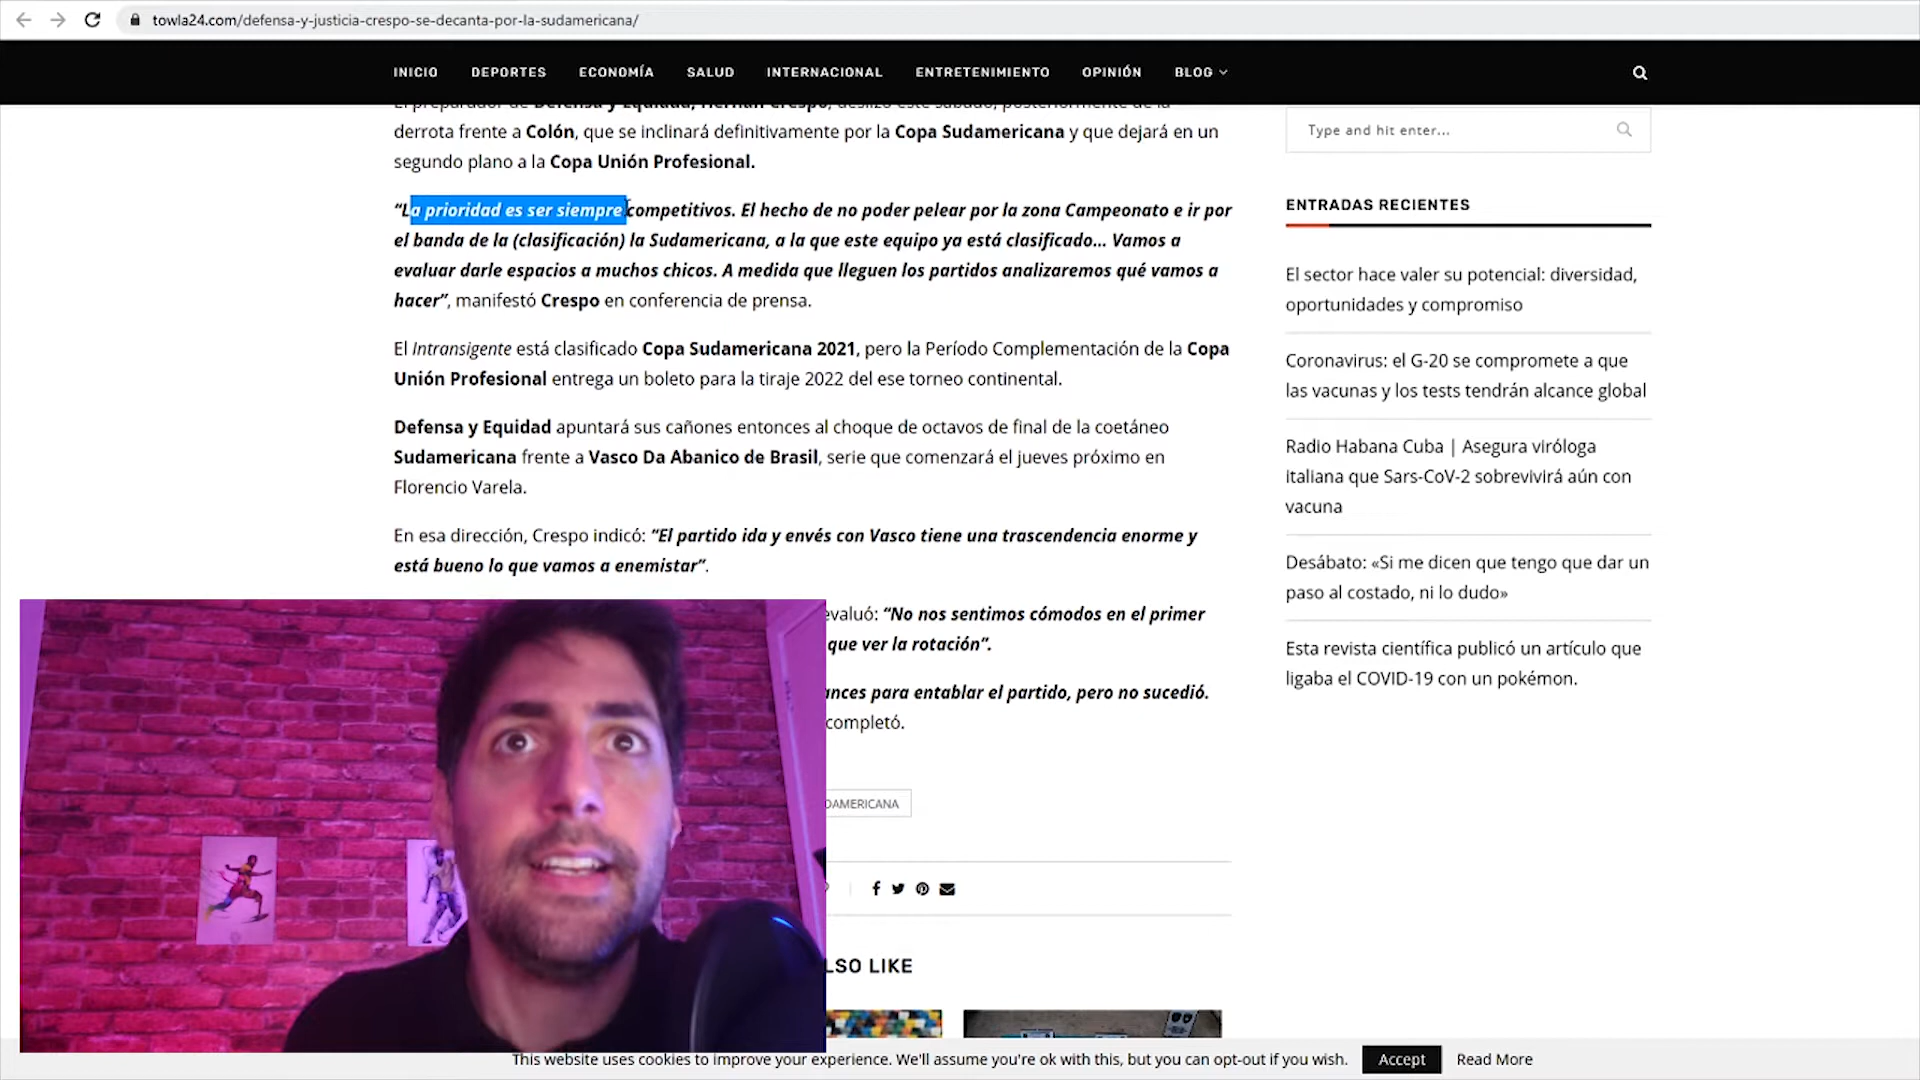 towla24.com/defensa-y-justicia-crespo-se-decanta-por-la-sudamericana/
INICIO DEPORTES ECONOMÍA SALUD INTERNACIONAL ENTRETENIMIENTO OPINIÓN BLOG
El preparador de Defensa y Equidad, Hernán Crespo, deslizó este sábado, posteriormente de la
derrota frente a Colón, que se inclinará definitivamente por la Copa Sudamericana y que dejará en un
segundo plano a la Copa Unión Profesional.
“La prioridad es ser siempre competitivos. El hecho de no poder pelear por la zona Campeonato e ir por
el banda de la (clasificación) la Sudamericana, a la que este equipo ya está clasificado... Vamos a
evaluar darle espacios a muchos chicos. A medida que lleguen los partidos analizaremos qué vamos a
hacer”, manifestó Crespo en conferencia de prensa.
El Intransigente está clasificado Copa Sudamericana 2021, pero la Período Complementación de la Copa
Unión Profesional entrega un boleto para la tiraje 2022 del ese torneo continental.
Defensa y Equidad apuntará sus cañones entonces al choque de octavos de final de la coetáneo
Sudamericana frente a Vasco Da Abanico de Brasil, serie que comenzará el jueves próximo en
Florencio Varela.
En esa dirección, Crespo indicó: “El partido ida y envés con Vasco tiene una trascendencia enorme y
está bueno lo que vamos a enemistar”.
evaluó: “No nos sentimos cómodos en el primer
que ver la rotación”.
ances para entablar el partido, pero no sucedió.
completó.
DAMERICANA
LSO LIKE
Type and hit enter...
ENTRADAS RECIENTES
El sector hace valer su potencial: diversidad,
oportunidades y compromiso
Coronavirus: el G-20 se compromete a que
las vacunas y los tests tendrán alcance global
Radio Habana Cuba | Asegura viróloga
italiana que Sars-CoV-2 sobrevivirá aún con
vacuna
Desábato: «Si me dicen que tengo que dar un
paso al costado, ni lo dudo»
Esta revista científica publicó un artículo que
ligaba el COVID-19 con un pokémon.
This website uses cookies to improve your experience. We'll assume you're ok with this, but you can opt-out if you wish. Accept Read More